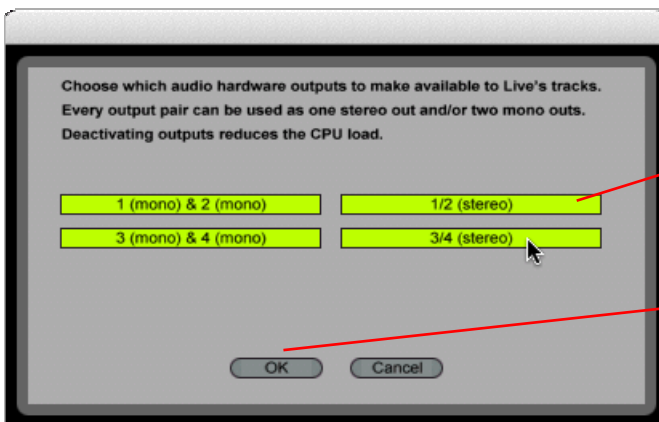 Choose which audio hardware outputs to make available to Live's tracks.
Every output pair can be used as one stereo out and/or two mono outs.
Deactivating outputs reduces the CPU load.
1 (mono) & 2 (mono)
1/2 (stereo)
3 (mono) & 4 (mono)
3/4 (stereo)
OK
Cancel